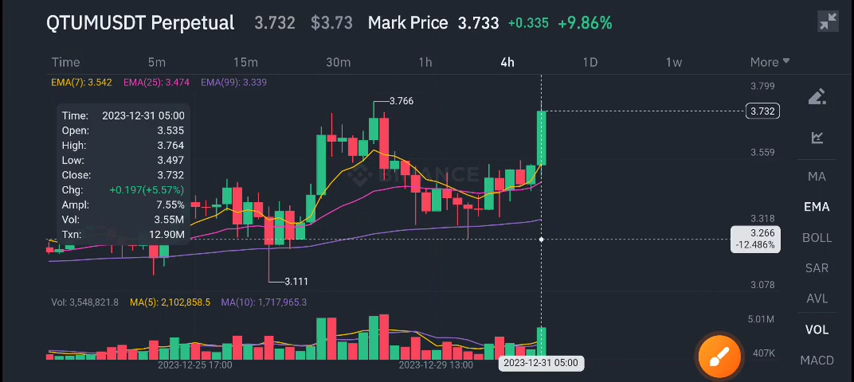 QTUMUSDT Perpetual 3.732 $3.73 Mark Price 3.733 +0.335 +9.86%
Time 5m 15m 30m 1h 4h 1D 1w More
EMA(7): 3.542 EMA(25): 3.474 EMA(99): 3.339
3.799
Time: 2023-12-31 05:00
Open: 3.535
High: 3.764
Low: 3.497
Close: 3.732
Chg: +0.197(+5.57%)
Ampl: 7.55%
Vol: 3.55M
Txn: 12.90M
3.766
3.732
3.559
BINANCE
3.318
3.266
-12.486%
3.111
3.078
MA
EMA
BOLL
SAR
AVL
VOL
MACD
Vol: 3,548,821.8 MA(5): 2,102,858.5 MA(10): 1,717,965.3
5.01M
407K
2023-12-25 17:00 2023-12-29 13:00 2023-12-31 05:00